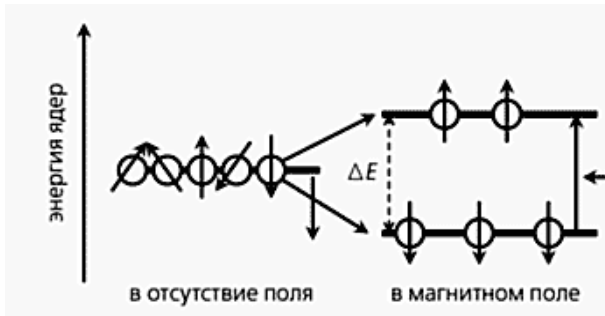 энергия ядер
ΔE
в отсутствие поля
в магнитном поле